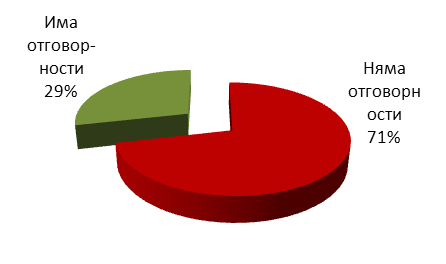 Има
отговор-
ности
29%
Няма
отговорн
ости
71%